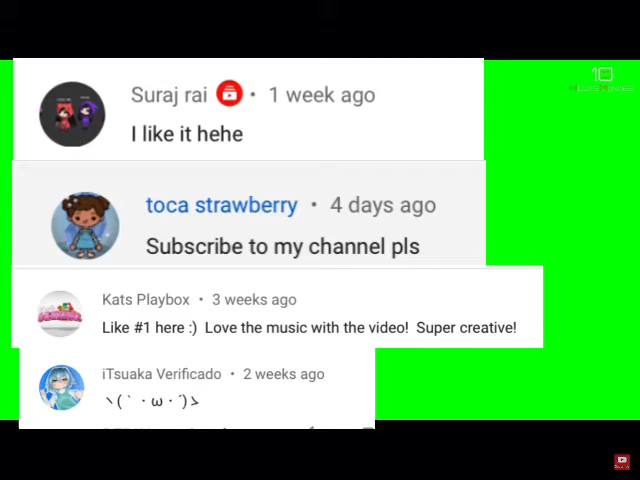 Suraj rai • 1 week ago
I like it hehe
toca strawberry • 4 days ago
Subscribe to my channel pls
Kats Playbox • 3 weeks ago
Like #1 here :) Love the music with the video! Super creative!
iTsuaka Verificado • 2 weeks ago
ヽ(｀・ω・´)ゝ